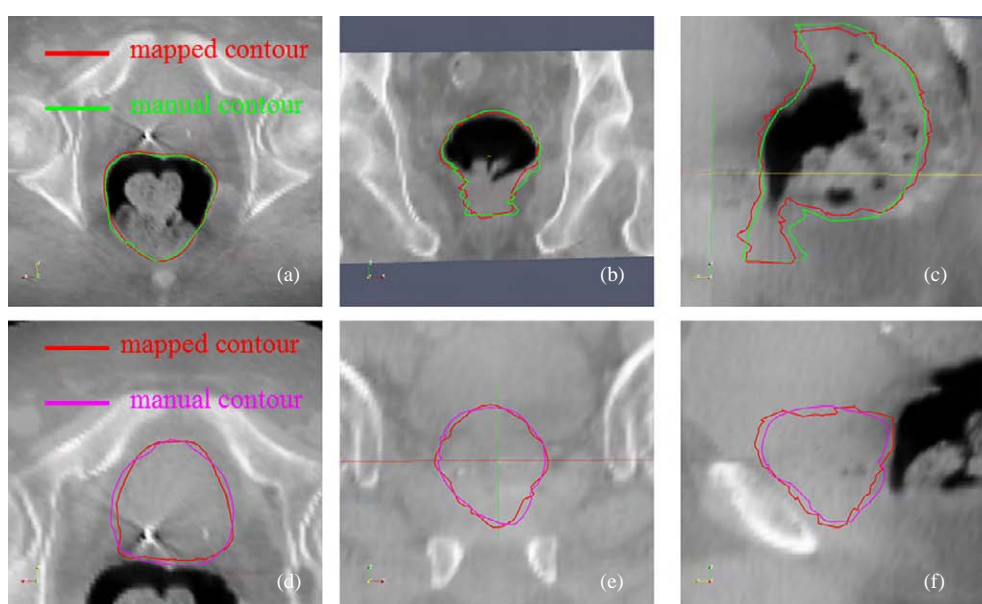 mapped contour
manual contour
(a)
(b)
(c)
mapped contour
manual contour
(d)
(e)
(f)